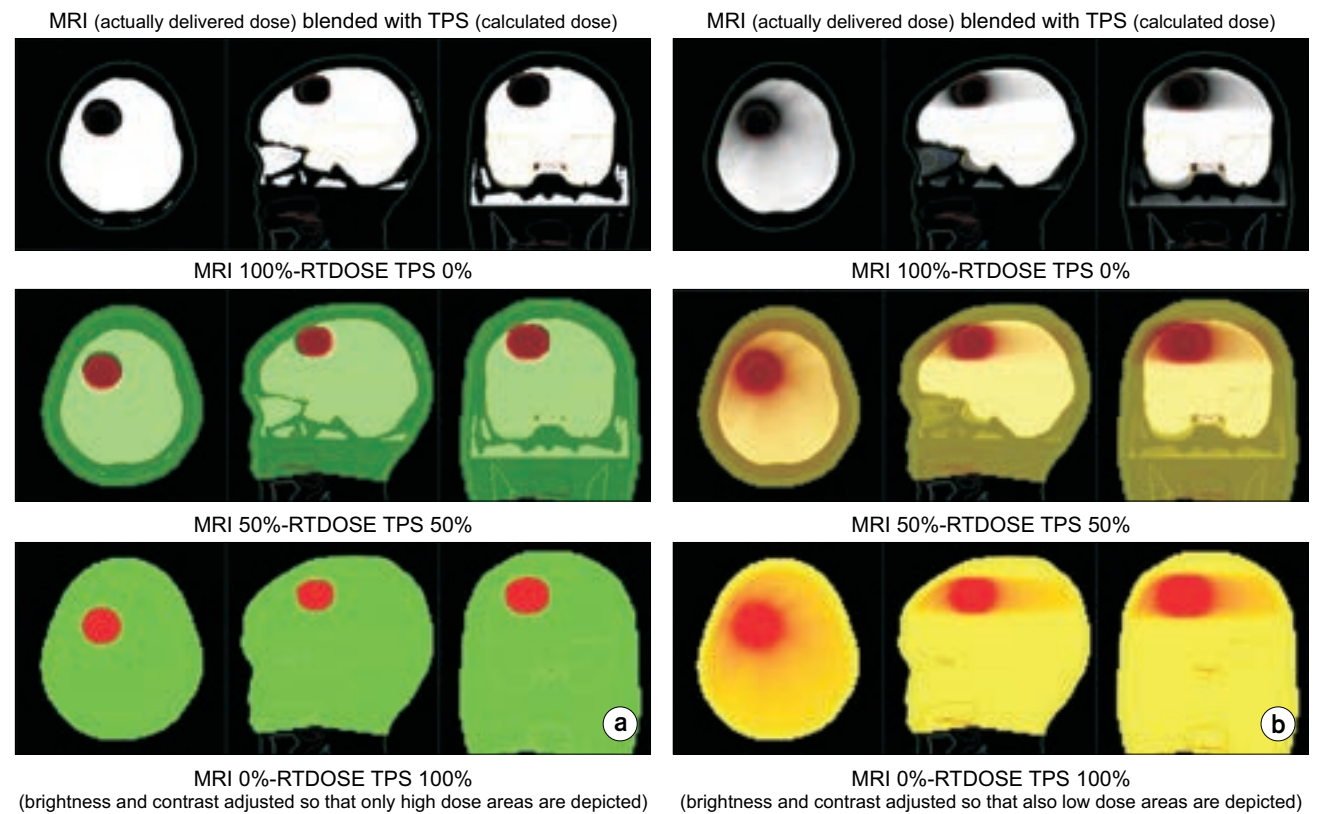 MRI (actually delivered dose) blended with TPS (calculated dose)
MRI 100%-RTDOSE TPS 0%
MRI 50%-RTDOSE TPS 50%
a
MRI 0%-RTDOSE TPS 100%
(brightness and contrast adjusted so that only high dose areas are depicted)
MRI (actually delivered dose) blended with TPS (calculated dose)
MRI 100%-RTDOSE TPS 0%
MRI 50%-RTDOSE TPS 50%
b
MRI 0%-RTDOSE TPS 100%
(brightness and contrast adjusted so that also low dose areas are depicted)